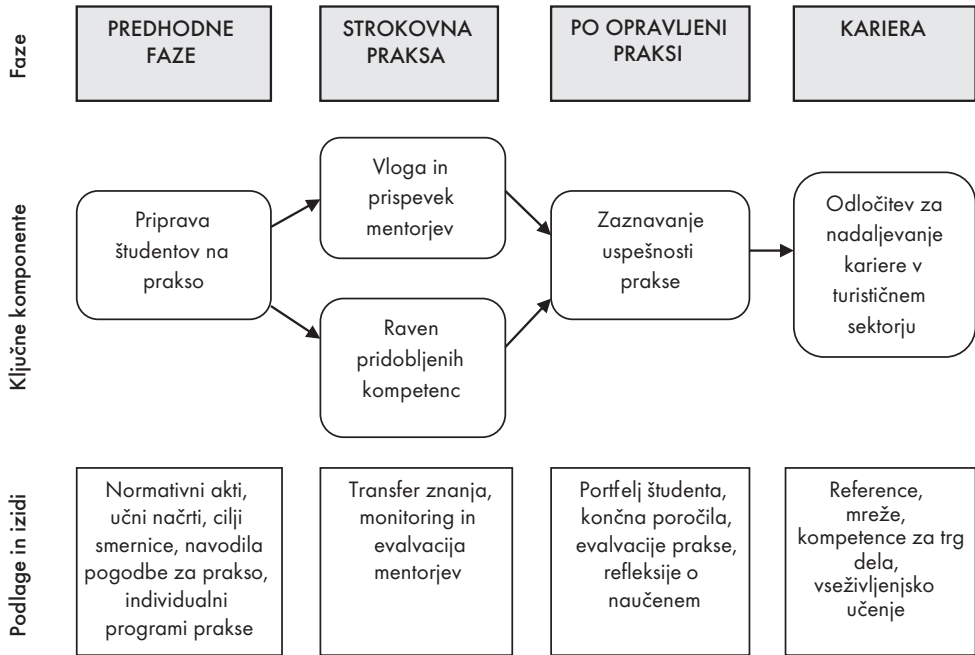 Faze
PREDHODNE
FAZE
STROKOVNA
PRAKSA
PO OPRAVLJENI
PRAKSI
KARIERA
Ključne komponente
Priprava
študentov na
prakso
Vloga in
prispevek
mentorjev
Raven
pridobljenih
kompetenc
Zaznavanje
uspešnosti
prakse
Odločitev za
nadaljevanje
kariere v
turističnem
sektorju
Podlage in izidi
Normativni akti,
učni načrti, cilji
smernice, navodila
pogodbe za prakso,
individualni
programi prakse
Transfer znanja,
monitoring in
evalvacija
mentorjev
Portfelj študenta,
končna poročila,
evalvacije prakse,
refleksije o
naučenem
Reference,
mreže,
kompetence za trg
dela,
vseživljenjsko
učenje